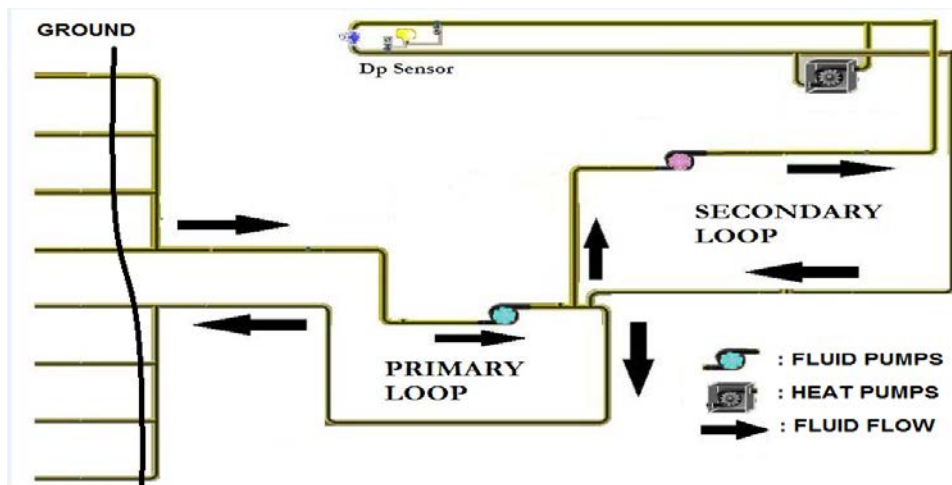 GROUND
Dp Sensor
SECONDARY
LOOP
PRIMARY
LOOP
: FLUID PUMPS
: HEAT PUMPS
: FLUID FLOW